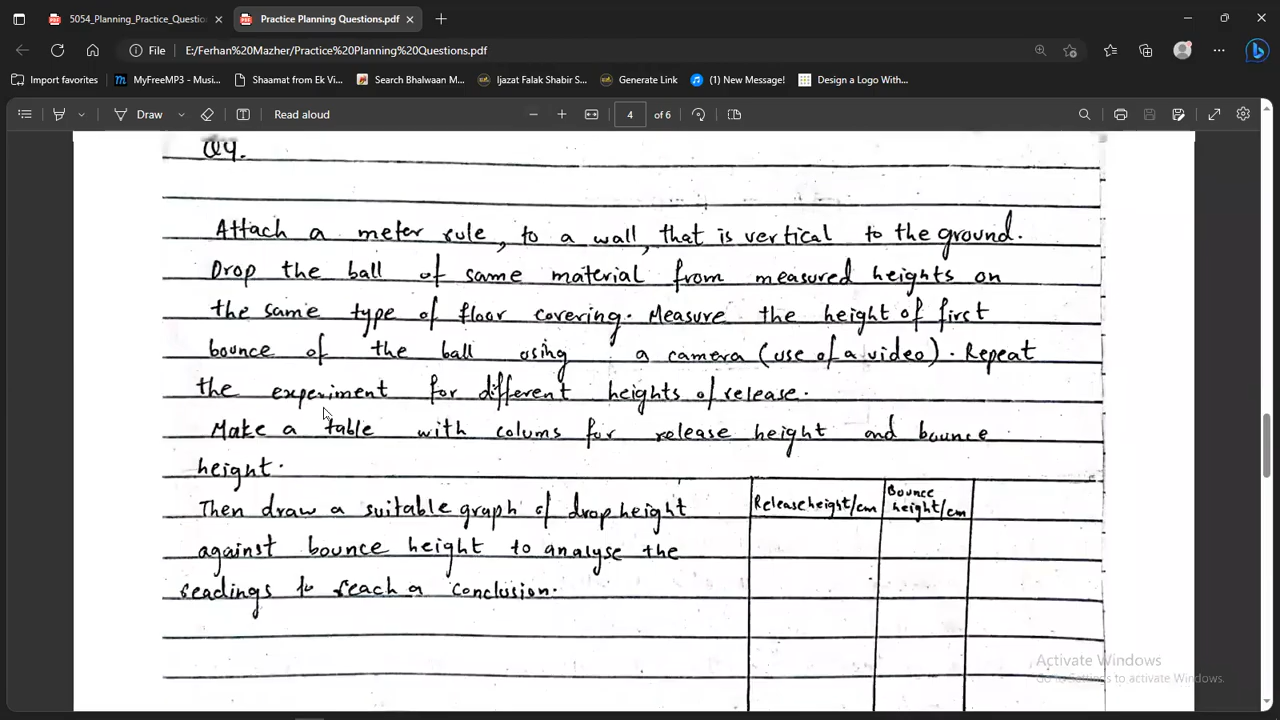 5054_Planning_Practice_Questio
Practice Planning Questions.pdf
File
E:/Ferhan%20Mazher/Practice%20Planning%20Questions.pdf
Import favorites
MyFreeMP3 - Musi...
Shaamat from Ek Vi...
Search Bhalwaan M...
Ijazat Falak Shabir S...
Generate Link
(1) New Message!
Design a Logo With...
Draw
Read aloud
4 of 6
Q4.
Attach a meter rule, to a wall, that is vertical to the ground.
Drop the ball of same material from measured heights on
the same type of floor covering. Measure the height of first
bounce of the ball using a camera (use of a video). Repeat
the experiment for different heights of release.
Make a table with colums for release height and bounce
height.
Then draw a suitable graph of drop height
against bounce height to analyse the
readings to reach a conclusion.
Release height/cm
Bounce
height/cm
Activate Windows
Go to Settings to activate Windows.